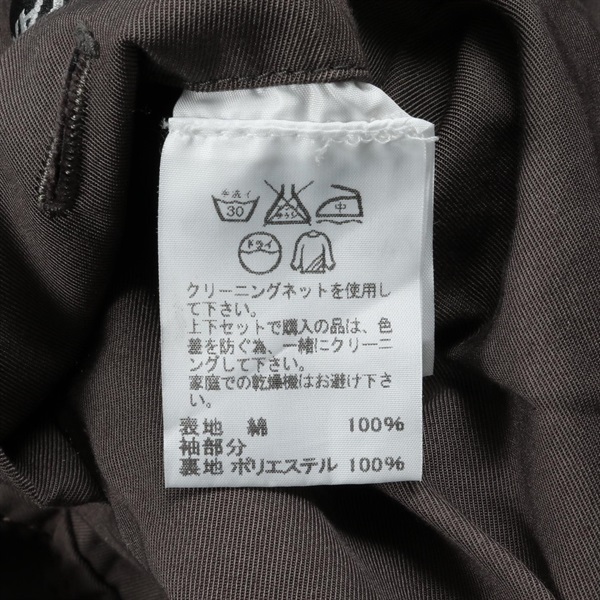 手洗イ
30
中
ドライ
クリーニングネットを使用し
て下さい。
上下セットで購入の品は、色
差を防ぐ為、一緒にクリーニ
ングして下さい。
家庭での乾燥機はお避け下さ
い。
表地 綿 100%
袖部分
裏地 ポリエステル 100%